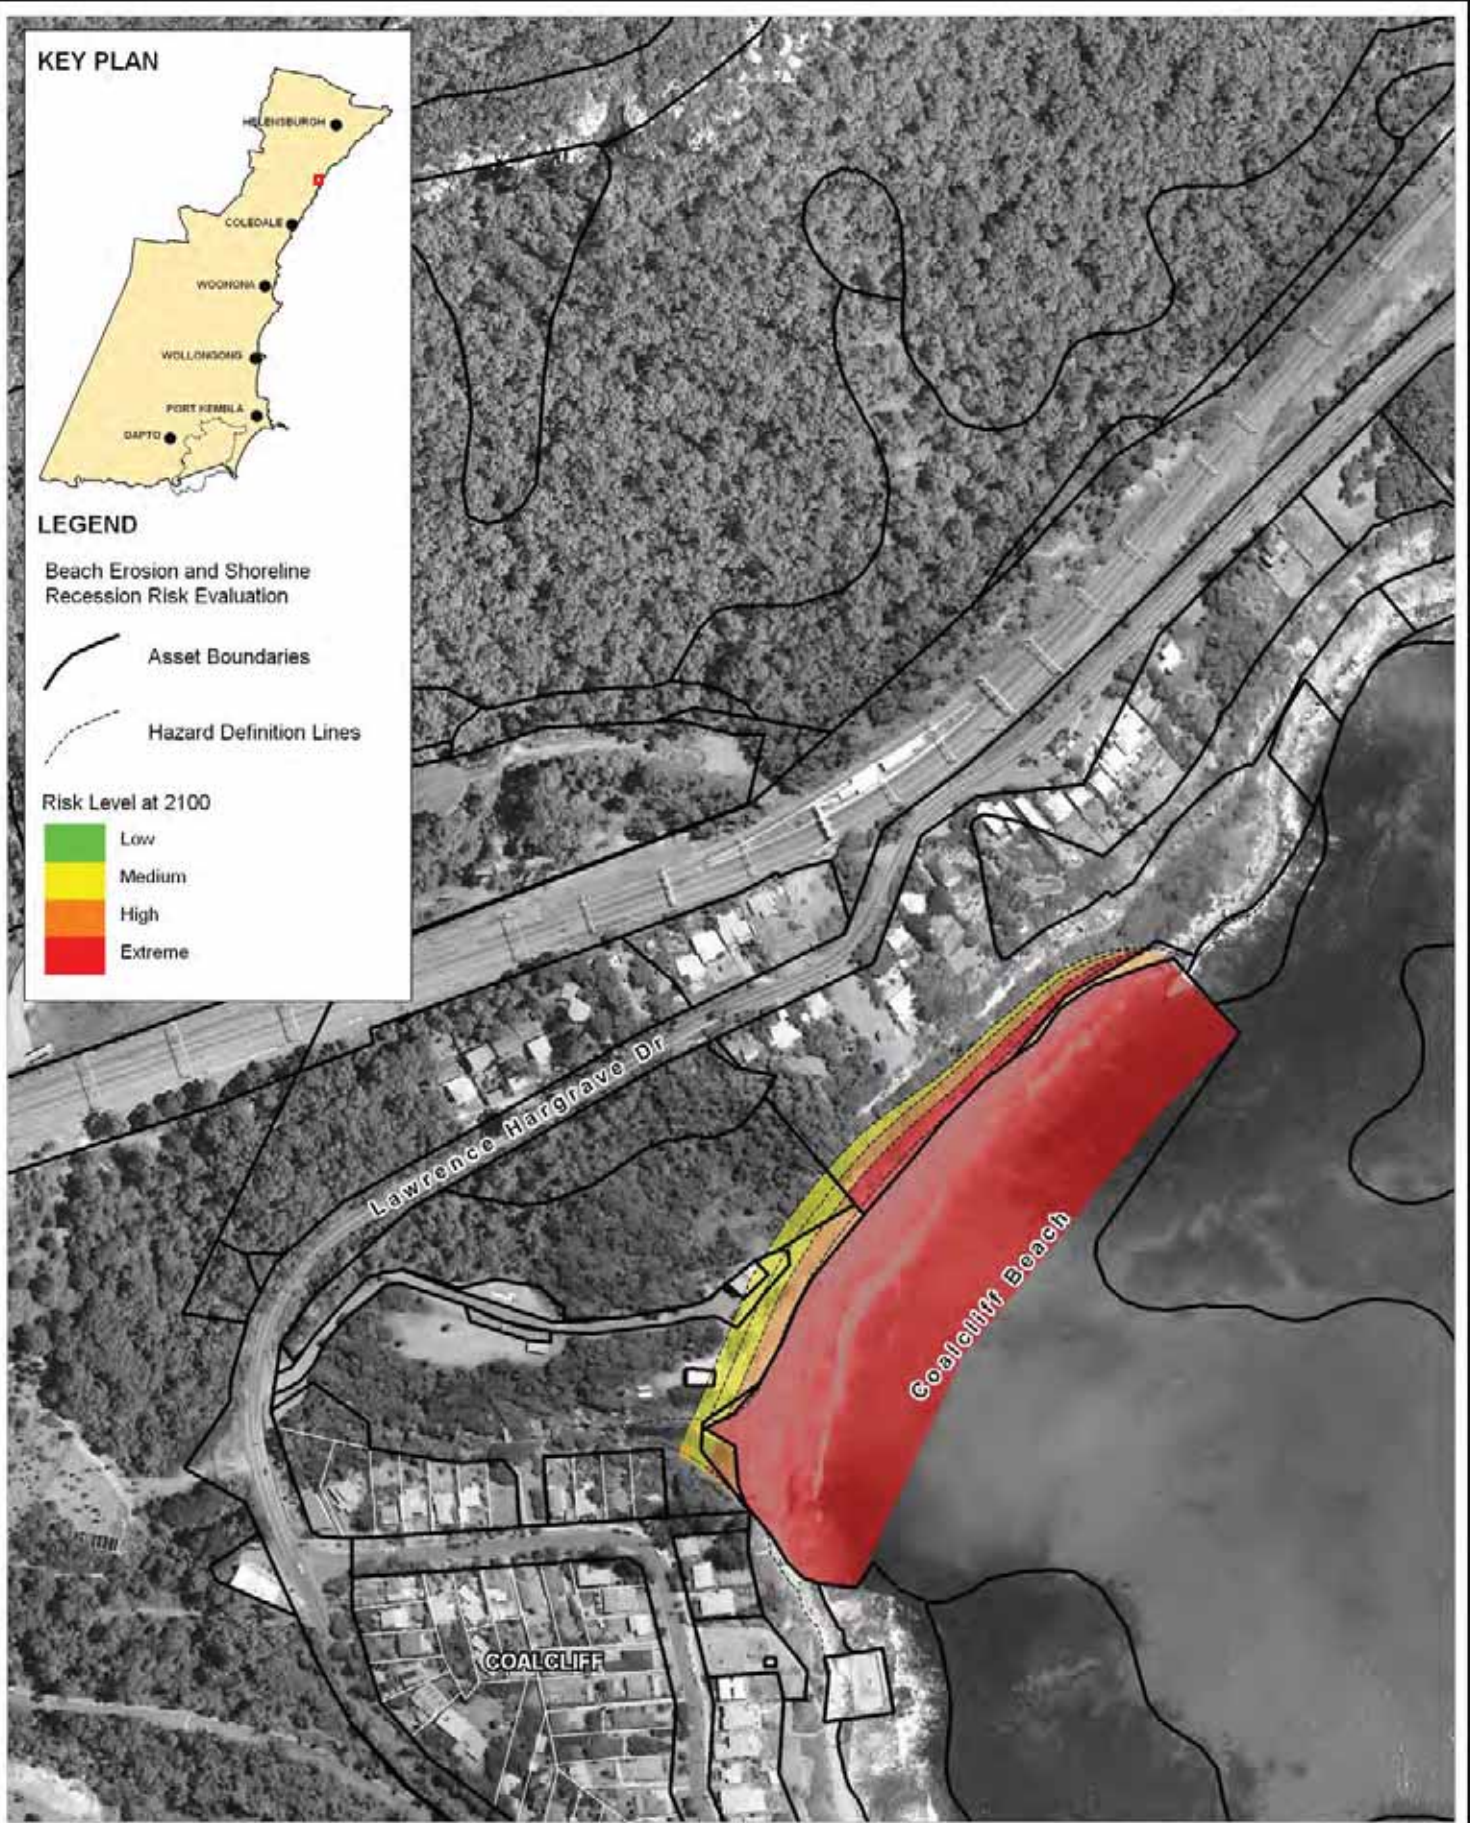 KEY PLAN
HELENSBURGH
COLEDALE
WOONONA
WOLLONGONG
PORT KEMBLA
DAPTO
LEGEND
Beach Erosion and Shoreline
Recession Risk Evaluation
Asset Boundaries
Hazard Definition Lines
Risk Level at 2100
Low
Medium
High
Extreme
Lawrence Hargrave Dr
Coalcliff Beach
COALCLIFF